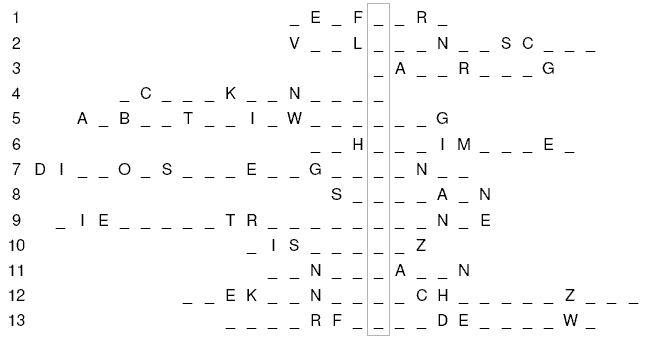 1 _ E _ F _ _ R _
2 V _ _ L _ _ _ N _ _ S C _ _ _
3 _ A _ _ R _ _ _ G
4 _ C _ _ _ K _ _ N _ _ _ _
5 A _ B _ _ T _ _ I _ W _ _ _ _ _ _ G
6 _ _ H _ _ _ I M _ _ _ E _
7 D I _ _ O _ S _ _ _ E _ _ G _ _ _ _ N _ _
8 S _ _ _ _ A _ N
9 _ I E _ _ _ _ _ T R _ _ _ _ _ _ _ _ N _ E
10 _ I S _ _ _ _ _ Z
11 _ _ N _ _ _ A _ _ N
12 _ _ E K _ _ N _ _ _ _ C H _ _ _ _ _ Z _ _ _
13 _ _ _ _ R F _ _ _ _ D E _ _ _ _ W _